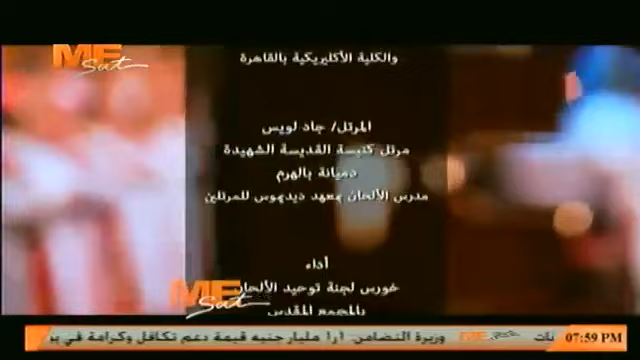 ME Sat
والكلية الأكليريكية بالقاهرة
المرتل/ جاد لويس
مرتل كنيسة القديسة الشهيدة
دميانة بالهرم
مدرس الألحان بمعهد ديديموس للمرتلين
أداء
خورس لجنة توحيد الألحان
بالمجمع المقدس
ME Sat
وزيرة التضامن: مليار جنيه قيمة دعم تكافل وكرامة في
07:59 PM